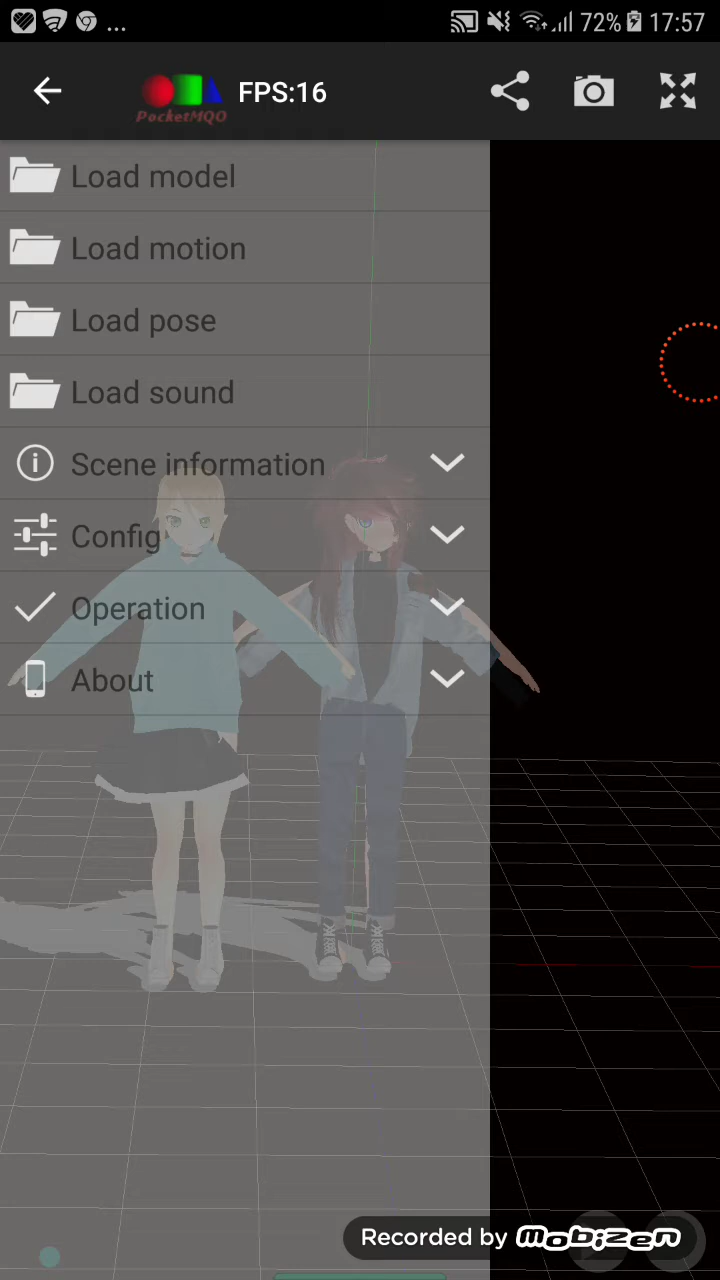 ... 72% 17:57
PocketMQO FPS:16
Load model
Load motion
Load pose
Load sound
Scene information
Config
Operation
About
Recorded by mobizen